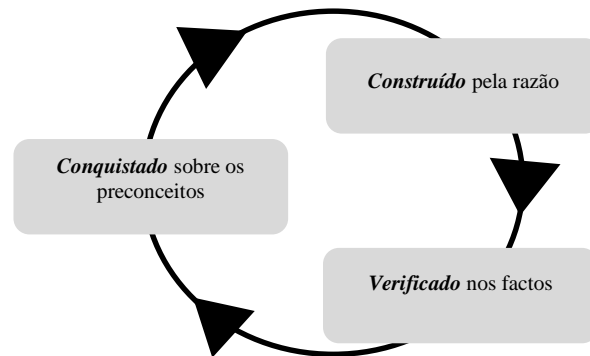 Construído pela razão
Conquistado sobre os
preconceitos
Verificado nos factos